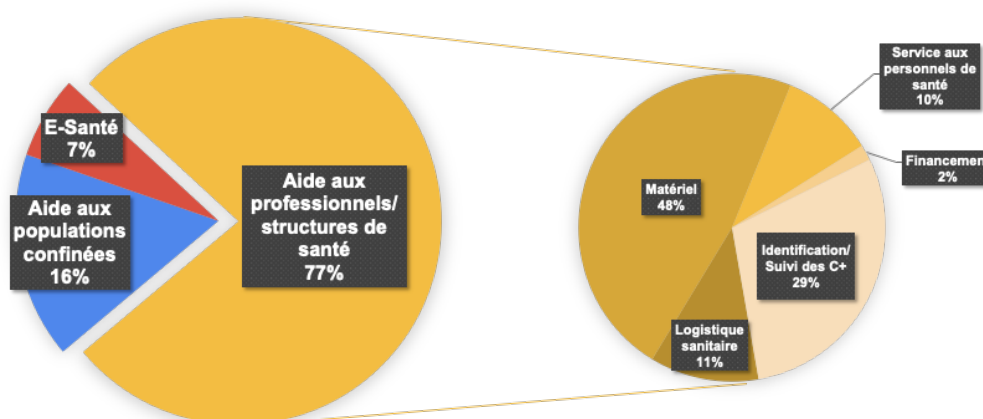 E-Santé
7%
Aide aux
populations
confinées
16%
Aide aux
professionnels/
structures de
santé
77%
Matériel
48%
Service aux
personnels de
santé
10%
Financemen
2%
Identification/
Suivi des C+
29%
Logistique
sanitaire
11%